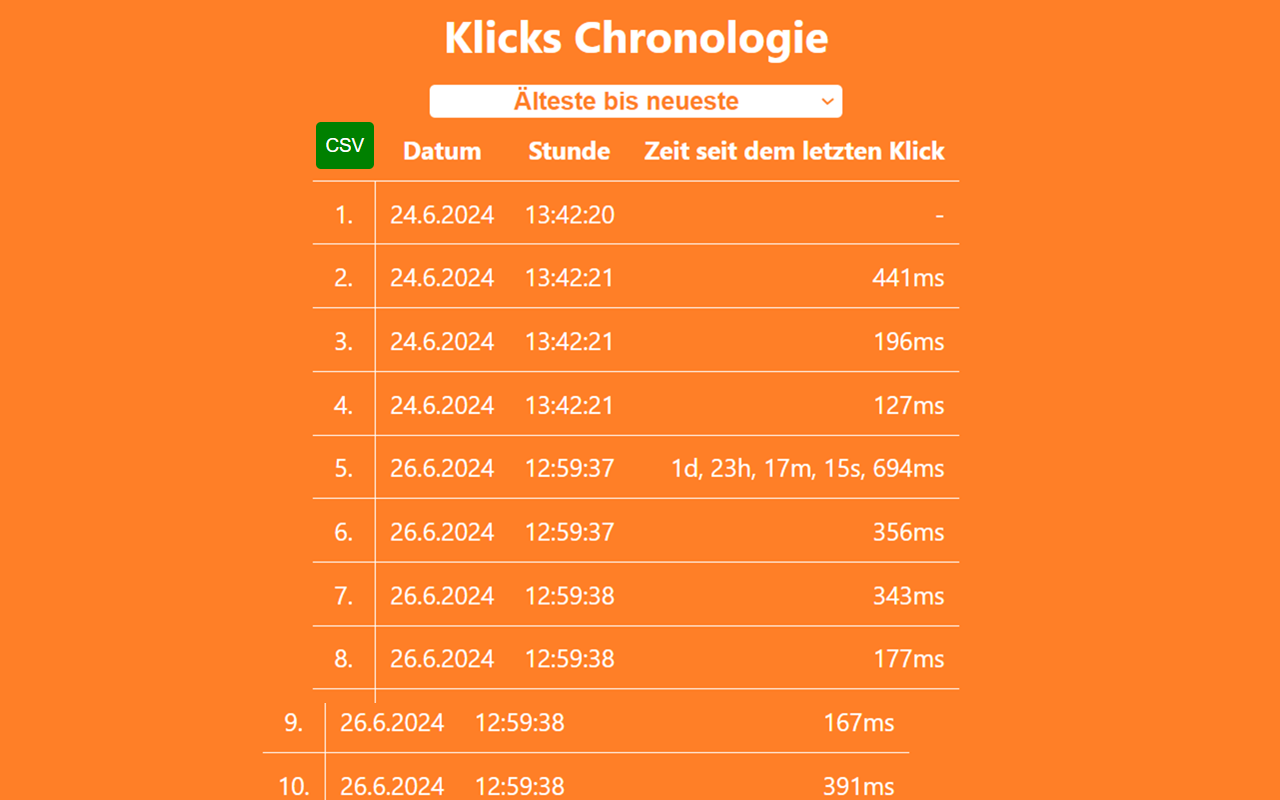 Klicks Chronologie
Älteste bis neueste
CSV Datum Stunde Zeit seit dem letzten Klick
1. 24.6.2024 13:42:20 -
2. 24.6.2024 13:42:21 441ms
3. 24.6.2024 13:42:21 196ms
4. 24.6.2024 13:42:21 127ms
5. 26.6.2024 12:59:37 1d, 23h, 17m, 15s, 694ms
6. 26.6.2024 12:59:37 356ms
7. 26.6.2024 12:59:38 343ms
8. 26.6.2024 12:59:38 177ms
9. 26.6.2024 12:59:38 167ms
10. 26.6.2024 12:59:38 391ms